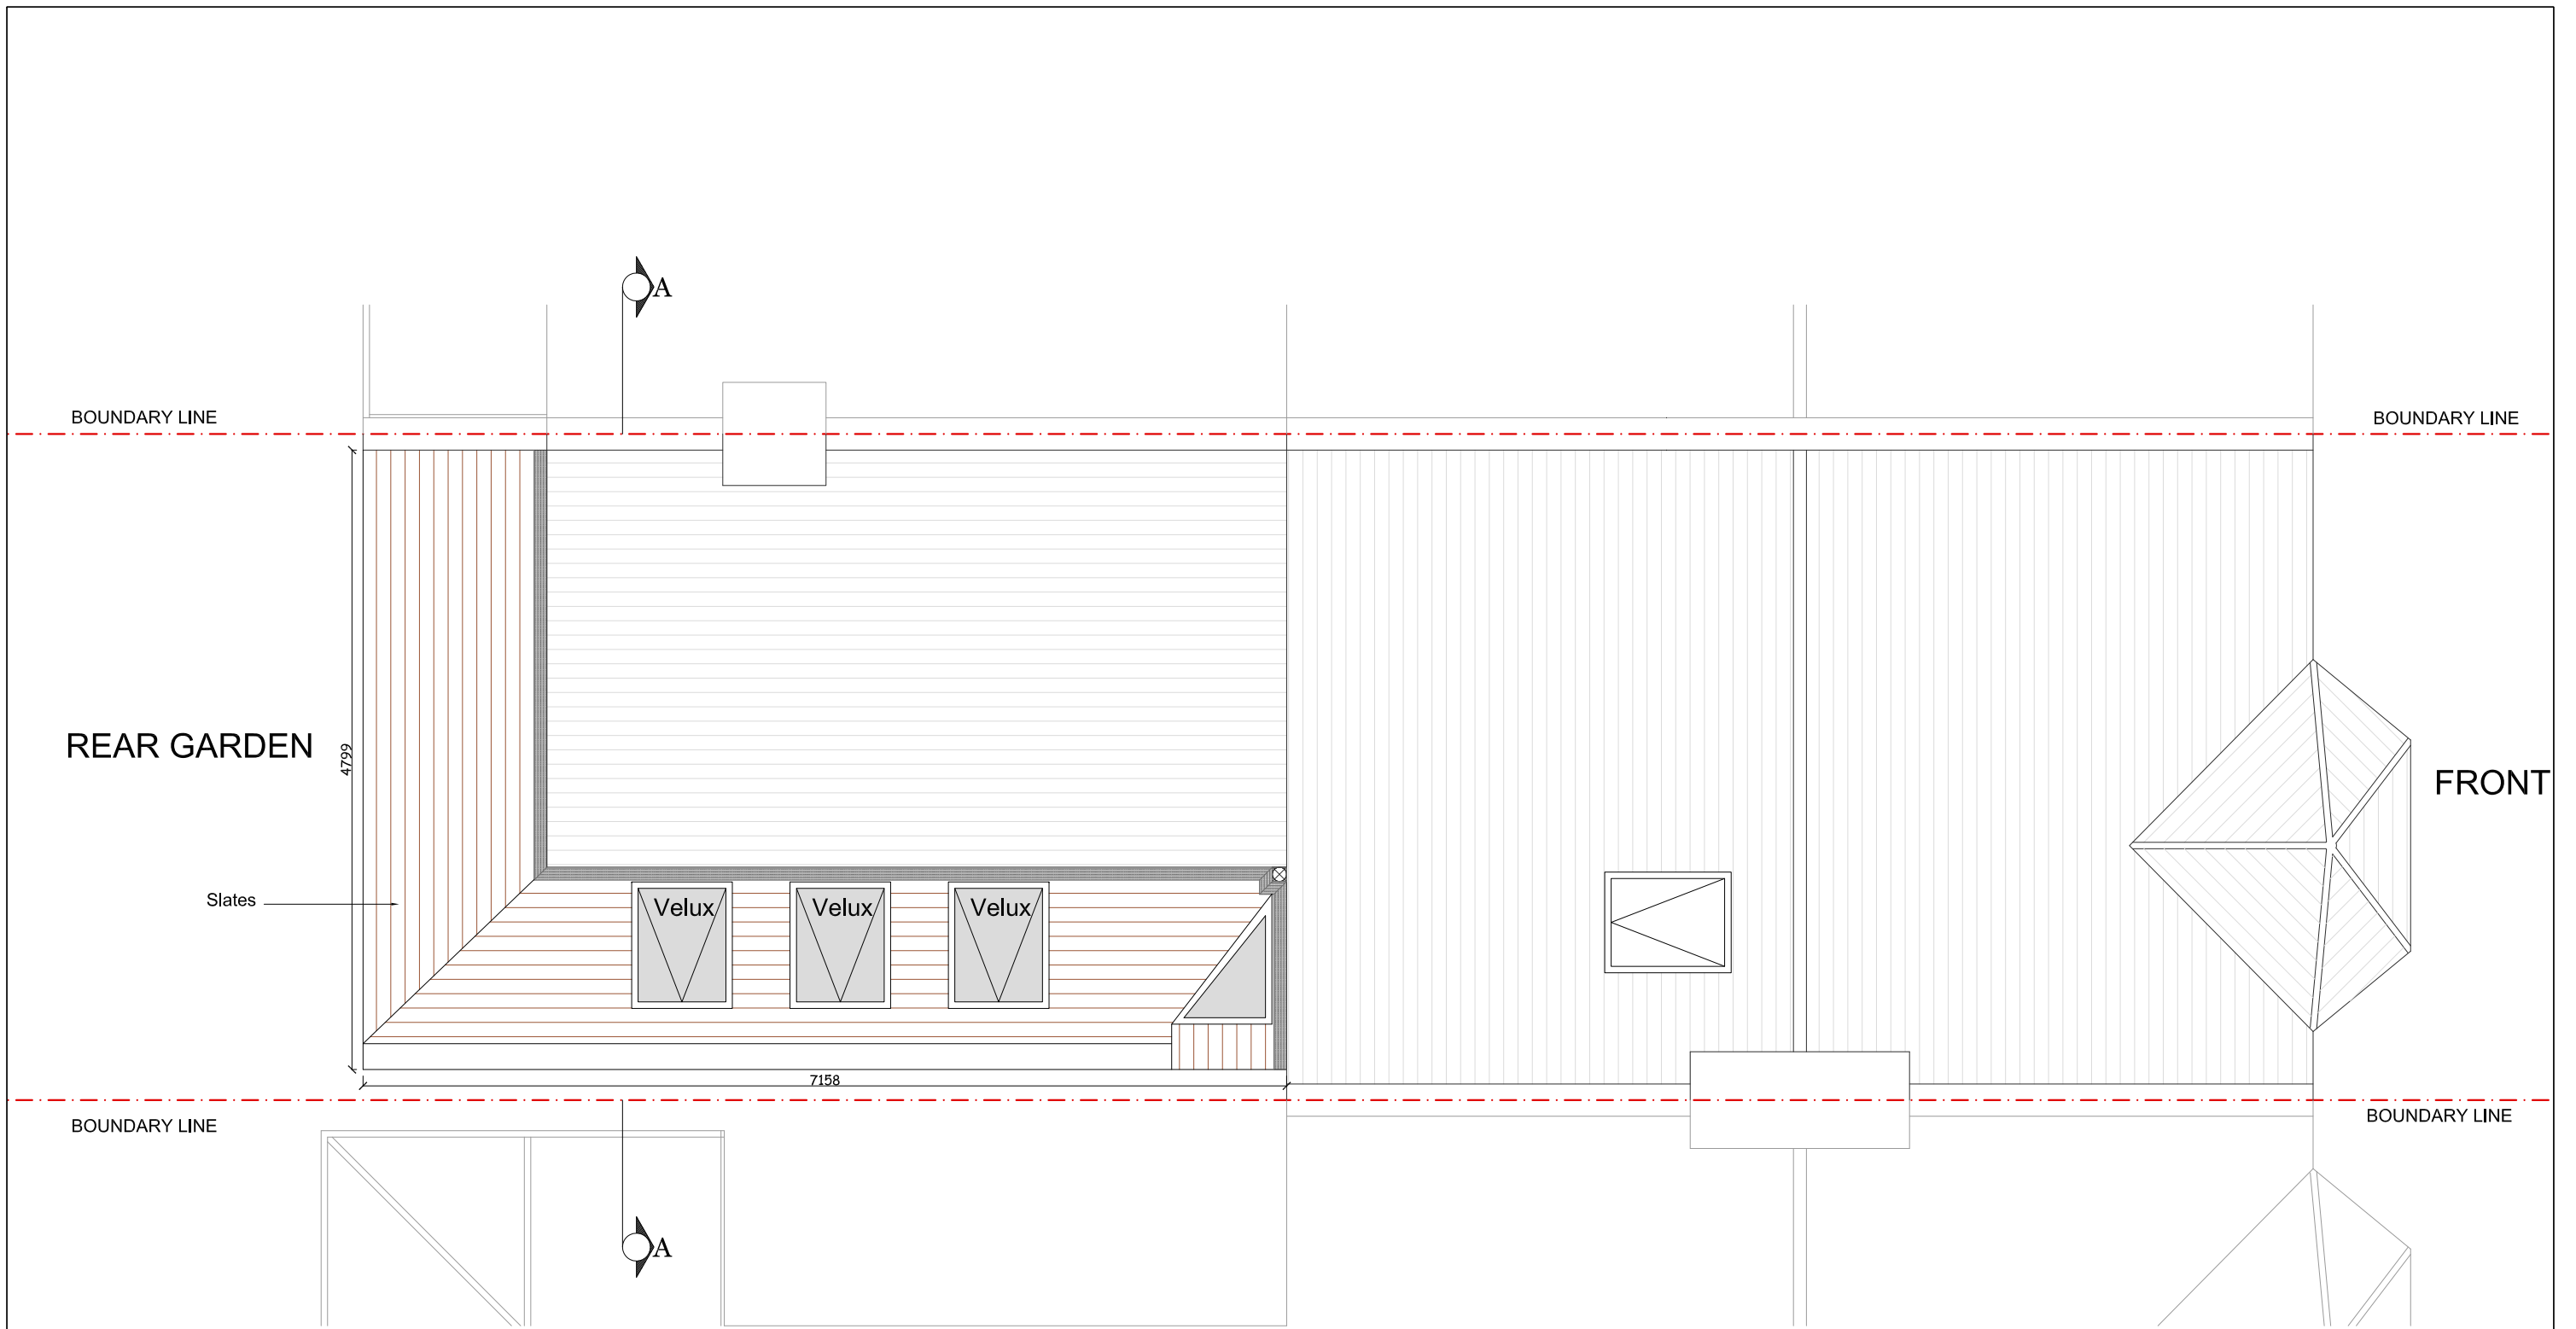 A
BOUNDARY LINE
BOUNDARY LINE
REAR GARDEN
4799
FRONT
Slates
Velux
Velux
Velux
7158
BOUNDARY LINE
BOUNDARY LINE
A